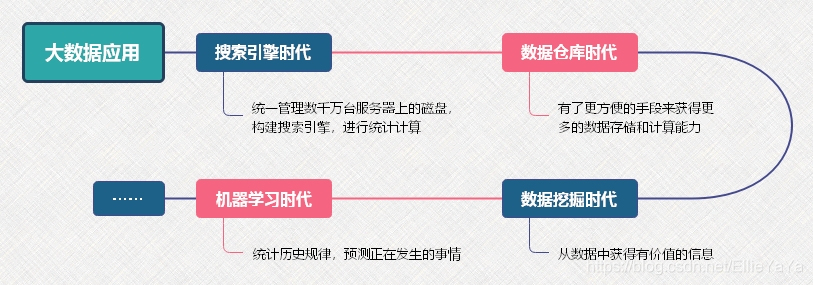 大数据应用
搜索引擎时代
数据仓库时代
统一管理数千万台服务器上的磁盘，
构建搜索引擎，进行统计计算
有了更方便的手段来获得更
多的数据存储和计算能力
······
机器学习时代
数据挖掘时代
统计历史规律，预测正在发生的事情
从数据中获得有价值的信息
https://blog.csdn.net/EllieYaYa